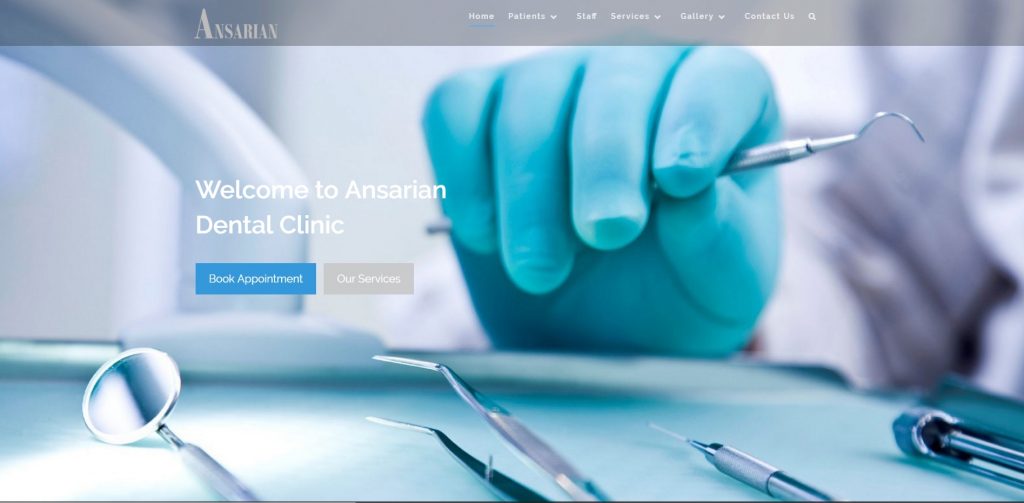 ANSARIAN
Home Patients Staff Services Gallery Contact Us
Welcome to Ansarian
Dental Clinic
Book Appointment Our Services